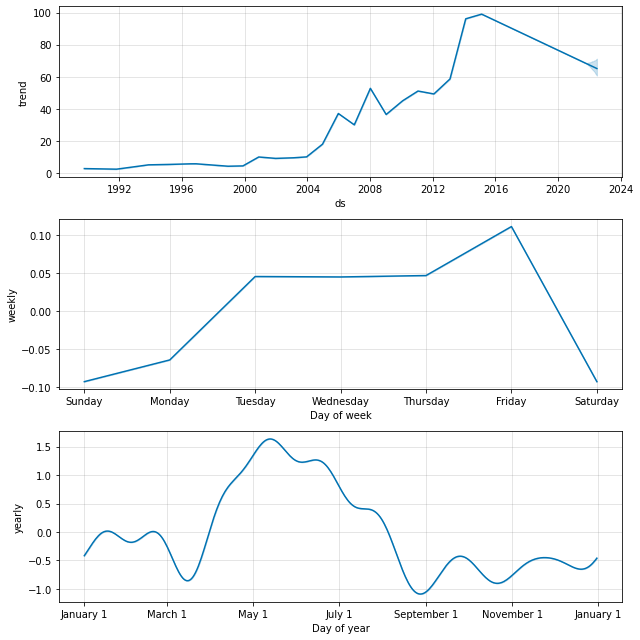 100
80
60
40
20
0
trend
1992 1996 2000 2004 2008 2012 2016 2020 2024
ds
0.10
0.05
0.00
−0.05
−0.10
weekly
Sunday Monday Tuesday Wednesday Thursday Friday Saturday
Day of week
1.5
1.0
0.5
0.0
−0.5
−1.0
yearly
January 1 March 1 May 1 July 1 September 1 November 1 January 1
Day of year